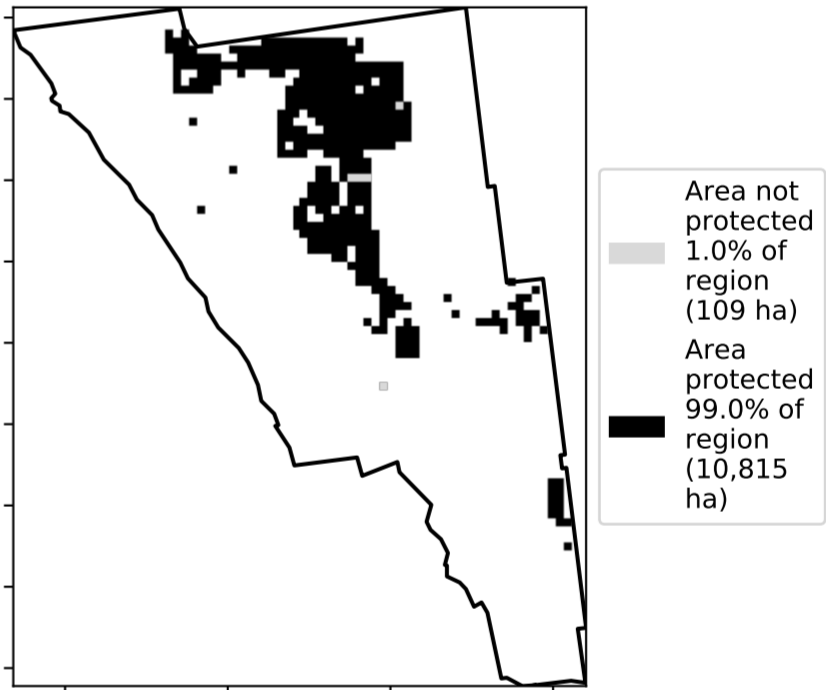 Area not
protected
1.0% of
region
(109 ha)
Area
protected
99.0% of
region
(10,815
ha)